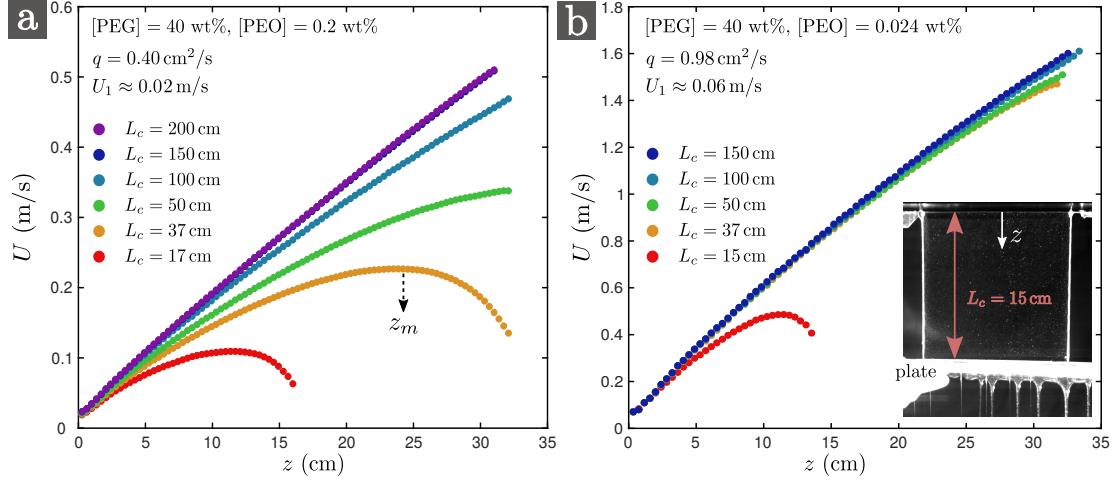 a
[PEG] = 40 wt%, [PEO] = 0.2 wt%
q = 0.40 cm²/s
U₁ ≈ 0.02 m/s
L_c = 200 cm
L_c = 150 cm
L_c = 100 cm
L_c = 50 cm
L_c = 37 cm
L_c = 17 cm
z_m
U (m/s)
0.6
0.5
0.4
0.3
0.2
0.1
0
0 5 10 15 20 25 30 35
z (cm)
b
[PEG] = 40 wt%, [PEO] = 0.024 wt%
q = 0.98 cm²/s
U₁ ≈ 0.06 m/s
L_c = 150 cm
L_c = 100 cm
L_c = 50 cm
L_c = 37 cm
L_c = 15 cm
z
L_c = 15 cm
plate
U (m/s)
1.8
1.6
1.4
1.2
1
0.8
0.6
0.4
0.2
0
0 5 10 15 20 25 30 35
z (cm)